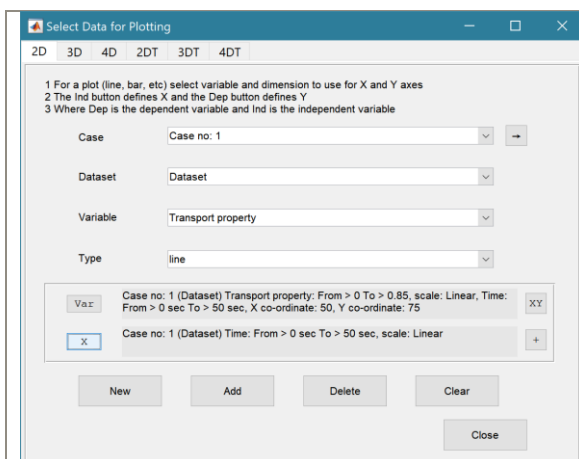 Select Data for Plotting
2D 3D 4D 2DT 3DT 4DT
1 For a plot (line, bar, etc) select variable and dimension to use for X and Y axes
2 The Ind button defines X and the Dep button defines Y
3 Where Dep is the dependent variable and Ind is the independent variable
Case Case no: 1 →
Dataset Dataset
Variable Transport property
Type line
Var Case no: 1 (Dataset) Transport property: From > 0 To > 0.85, scale: Linear, Time: XY
From > 0 sec To > 50 sec, X co-ordinate: 50, Y co-ordinate: 75
X Case no: 1 (Dataset) Time: From > 0 sec To > 50 sec, scale: Linear +
New Add Delete Clear
Close